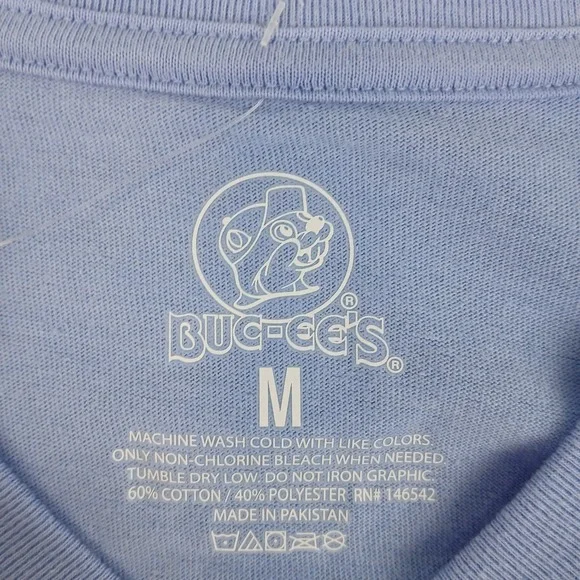 BUC-EE'S®
M
MACHINE WASH COLD WITH LIKE COLORS.
ONLY NON-CHLORINE BLEACH WHEN NEEDED.
TUMBLE DRY LOW. DO NOT IRON GRAPHIC.
60% COTTON / 40% POLYESTER RN# 146542
MADE IN PAKISTAN